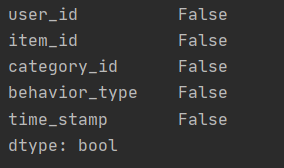 user_id          False
item_id          False
category_id      False
behavior_type    False
time_stamp       False
dtype: bool